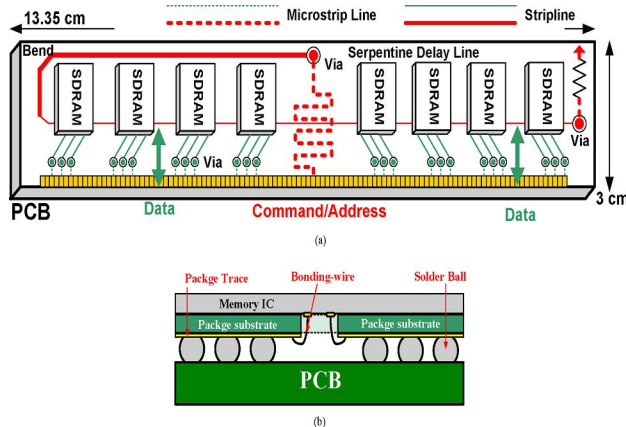 13.35 cm
Microstrip Line
Stripline
Bend
Via
Serpentine Delay Line
SDRAM
SDRAM
SDRAM
SDRAM
SDRAM
SDRAM
SDRAM
SDRAM
Via
Via
PCB
Data
Command/Address
Data
3 cm
(a)
Packge Trace
Bonding-wire
Solder Ball
Memory IC
Packge substrate
Packge substrate
PCB
(b)